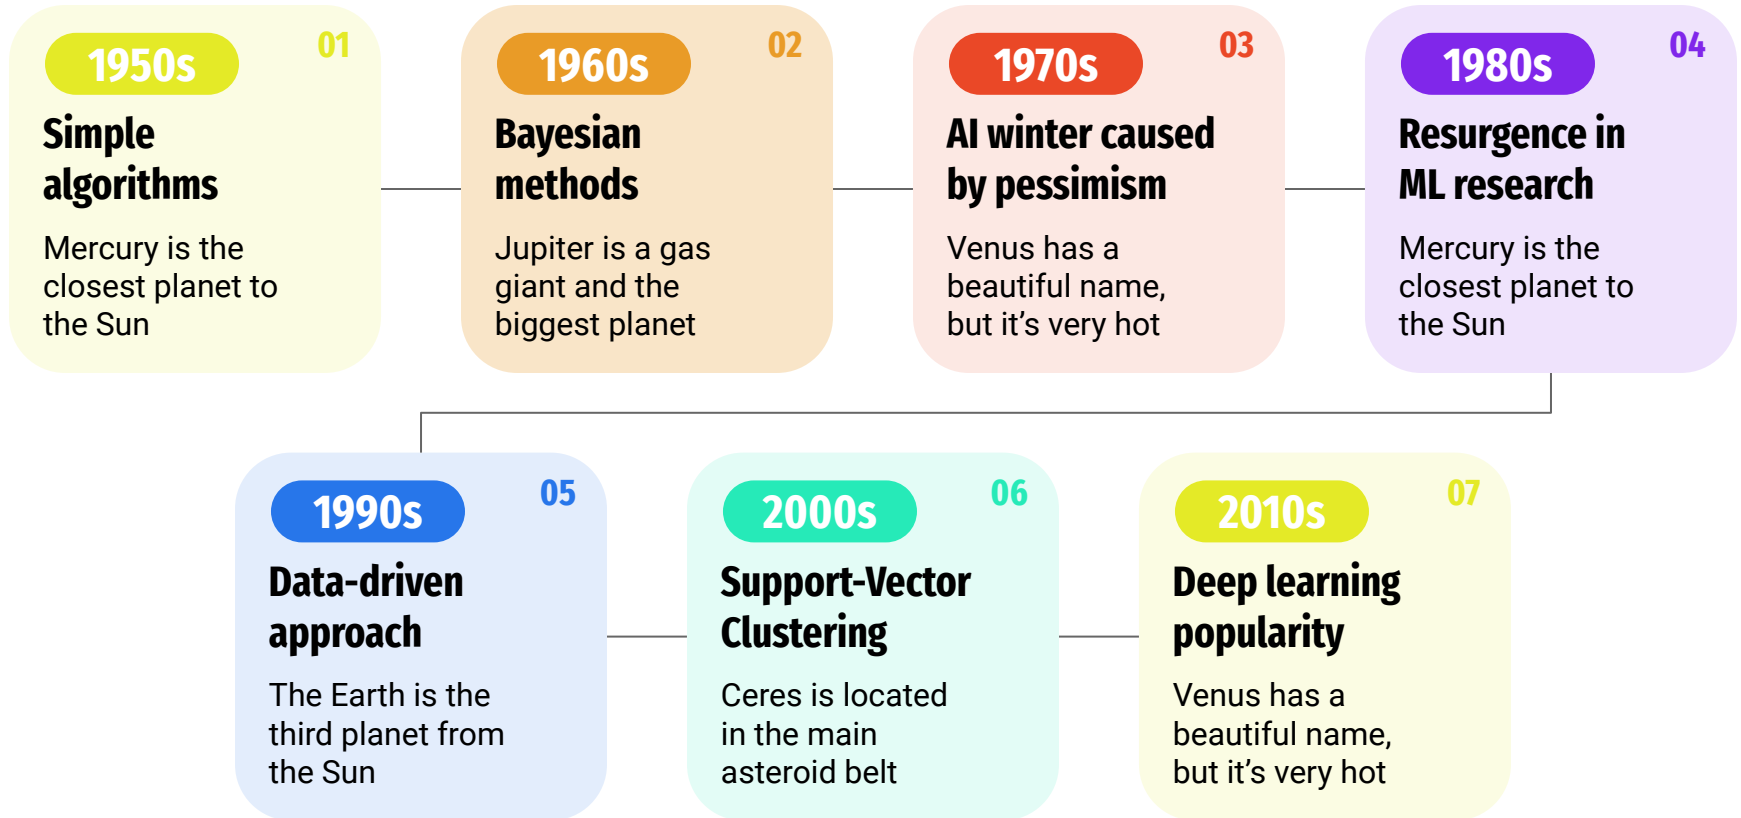 1950s
01
Simple
algorithms
Mercury is the
closest planet to
the Sun
1960s
02
Bayesian
methods
Jupiter is a gas
giant and the
biggest planet
1970s
03
AI winter caused
by pessimism
Venus has a
beautiful name,
but it’s very hot
1980s
04
Resurgence in
ML research
Mercury is the
closest planet to
the Sun
1990s
05
Data-driven
approach
The Earth is the
third planet from
the Sun
2000s
06
Support-Vector
Clustering
Ceres is located
in the main
asteroid belt
2010s
07
Deep learning
popularity
Venus has a
beautiful name,
but it’s very hot